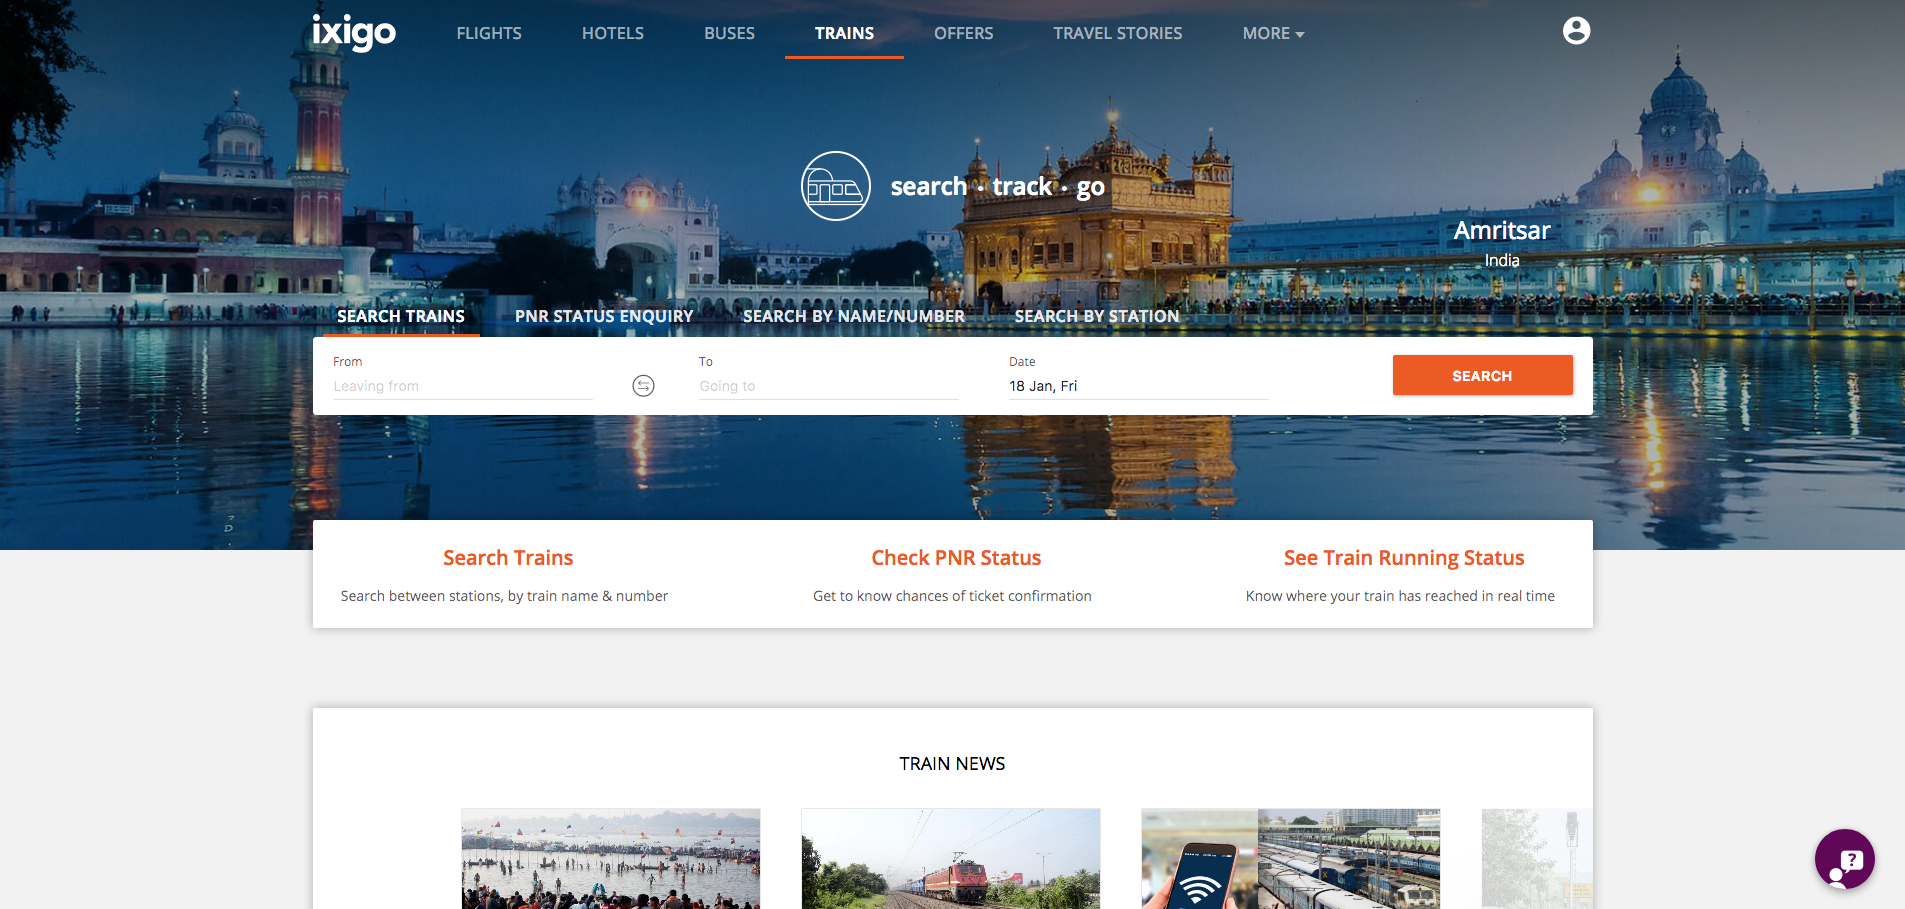 ixigo
FLIGHTS
HOTELS
BUSES
TRAINS
OFFERS
TRAVEL STORIES
MORE
search · track · go
Amritsar
India
SEARCH TRAINS
PNR STATUS ENQUIRY
SEARCH BY NAME/NUMBER
SEARCH BY STATION
From
Leaving from
To
Going to
Date
18 Jan, Fri
SEARCH
Search Trains
Search between stations, by train name & number
Check PNR Status
Get to know chances of ticket confirmation
See Train Running Status
Know where your train has reached in real time
TRAIN NEWS
?